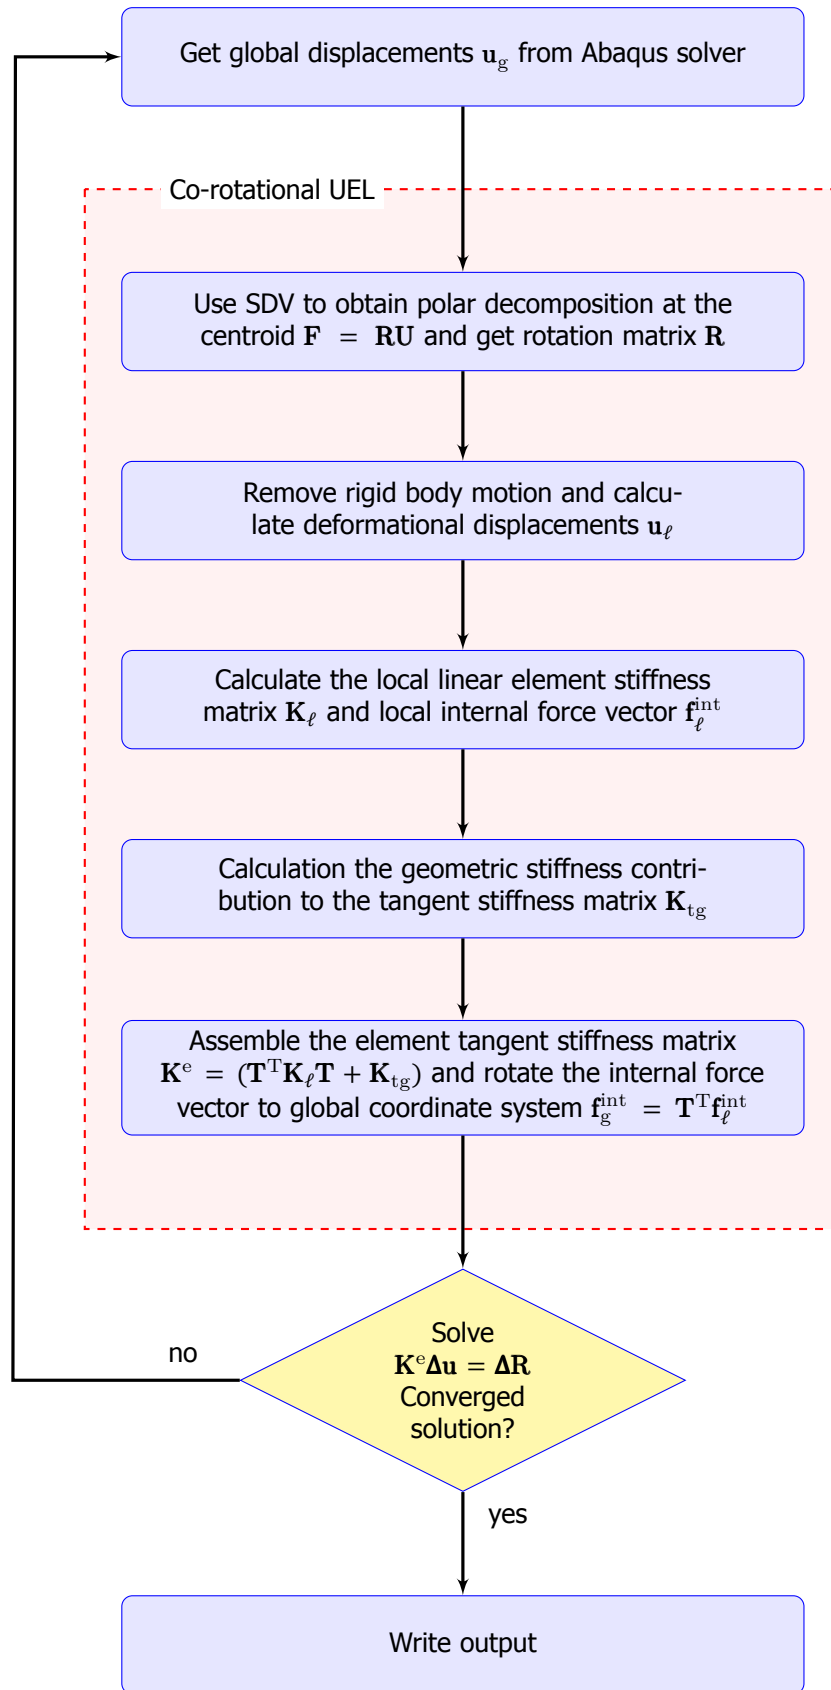 Get global displacements 𝐮_g from Abaqus solver
Co-rotational UEL
Use SDV to obtain polar decomposition at the
centroid 𝐅 = 𝐑𝐔 and get rotation matrix 𝐑
Remove rigid body motion and calcu-
late deformational displacements 𝐮_ℓ
Calculate the local linear element stiffness
matrix 𝐊_ℓ and local internal force vector 𝐟_ℓ^int
Calculation the geometric stiffness contri-
bution to the tangent stiffness matrix 𝐊_tg
Assemble the element tangent stiffness matrix
𝐊^e = (𝐓^T𝐊_ℓ𝐓 + 𝐊_tg) and rotate the internal force
vector to global coordinate system 𝐟_g^int = 𝐓^T𝐟_ℓ^int
Solve
𝐊^e𝚫𝐮 = 𝚫𝐑
Converged
solution?
no
yes
Write output